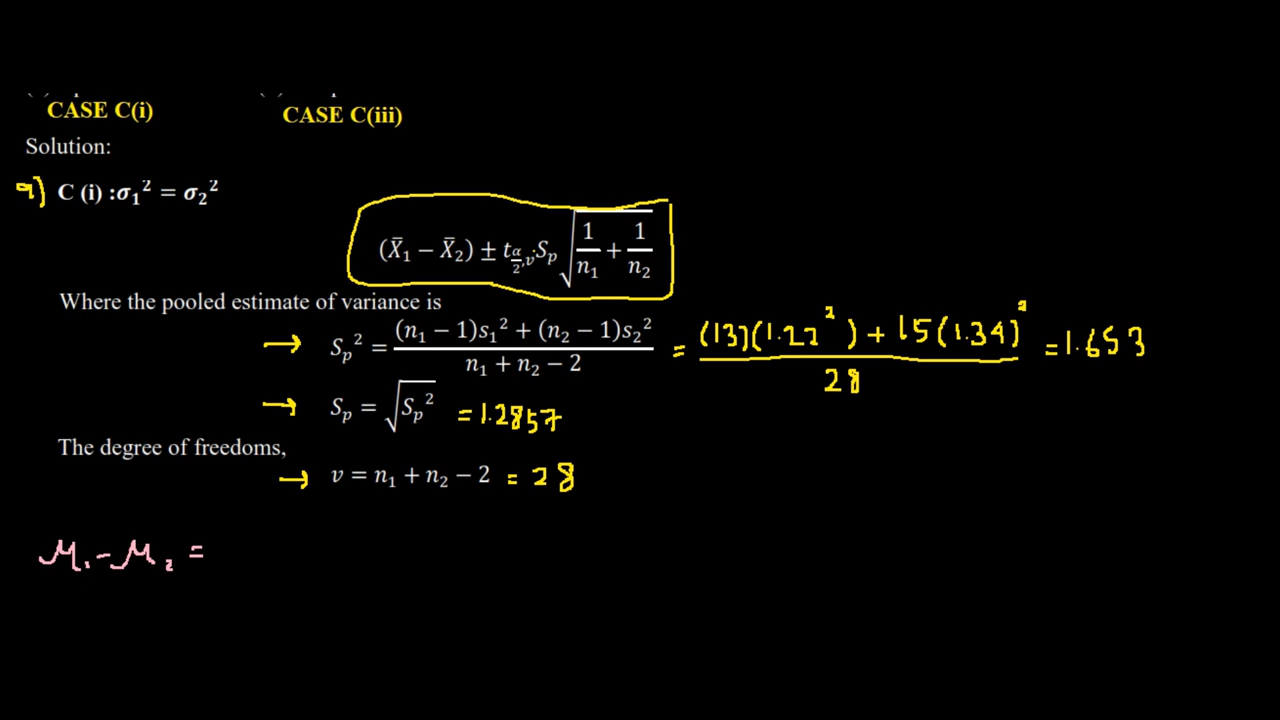 CASE C(i) CASE C(iii)
Solution:
a) C (i) :σ₁² = σ₂²
(X̄₁ − X̄₂) ± t_{α/2,v} S_p √(1/n₁ + 1/n₂)
Where the pooled estimate of variance is
→ S_p² = ((n₁ − 1)s₁² + (n₂ − 1)s₂²)/(n₁ + n₂ − 2) = ((13)(1.22²) + 15(1.34)²)/28 = 1.653
→ S_p = √(S_p²) = 1.2857
The degree of freedoms,
→ v = n₁ + n₂ − 2 = 28
μ₁ - μ₂ =